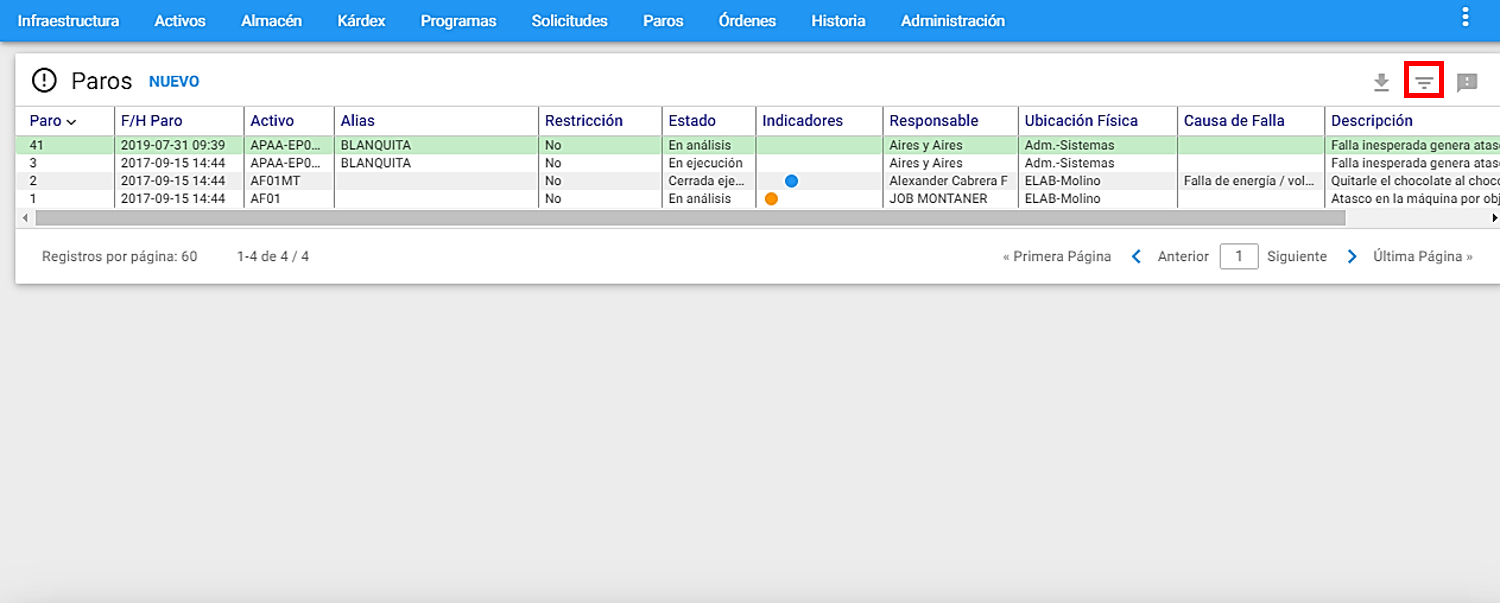 Infraestructura Activos Almacén Kárdex Programas Solicitudes Paros Órdenes Historia Administración
Paros NUEVO
Paro F/H Paro Activo Alias Restricción Estado Indicadores Responsable Ubicación Física Causa de Falla Descripción
41 2019-07-31 09:39 APAA-EP0... BLANQUITA No En análisis Aires y Aires Adm.-Sistemas Falla inesperada genera atas
3 2017-09-15 14:44 APAA-EP0... BLANQUITA No En ejecución Aires y Aires Adm.-Sistemas Falla inesperada genera atas
2 2017-09-15 14:44 AF01MT No Cerrada eje... Alexander Cabrera F ELAB-Molino Falla de energía / vol... Quitarle el chocolate al choc
1 2017-09-15 14:44 AF01 No En análisis JOB MONTANER ELAB-Molino Atasco en la máquina por obj
Registros por página: 60 1-4 de 4 / 4 « Primera Página Anterior 1 Siguiente Última Página »